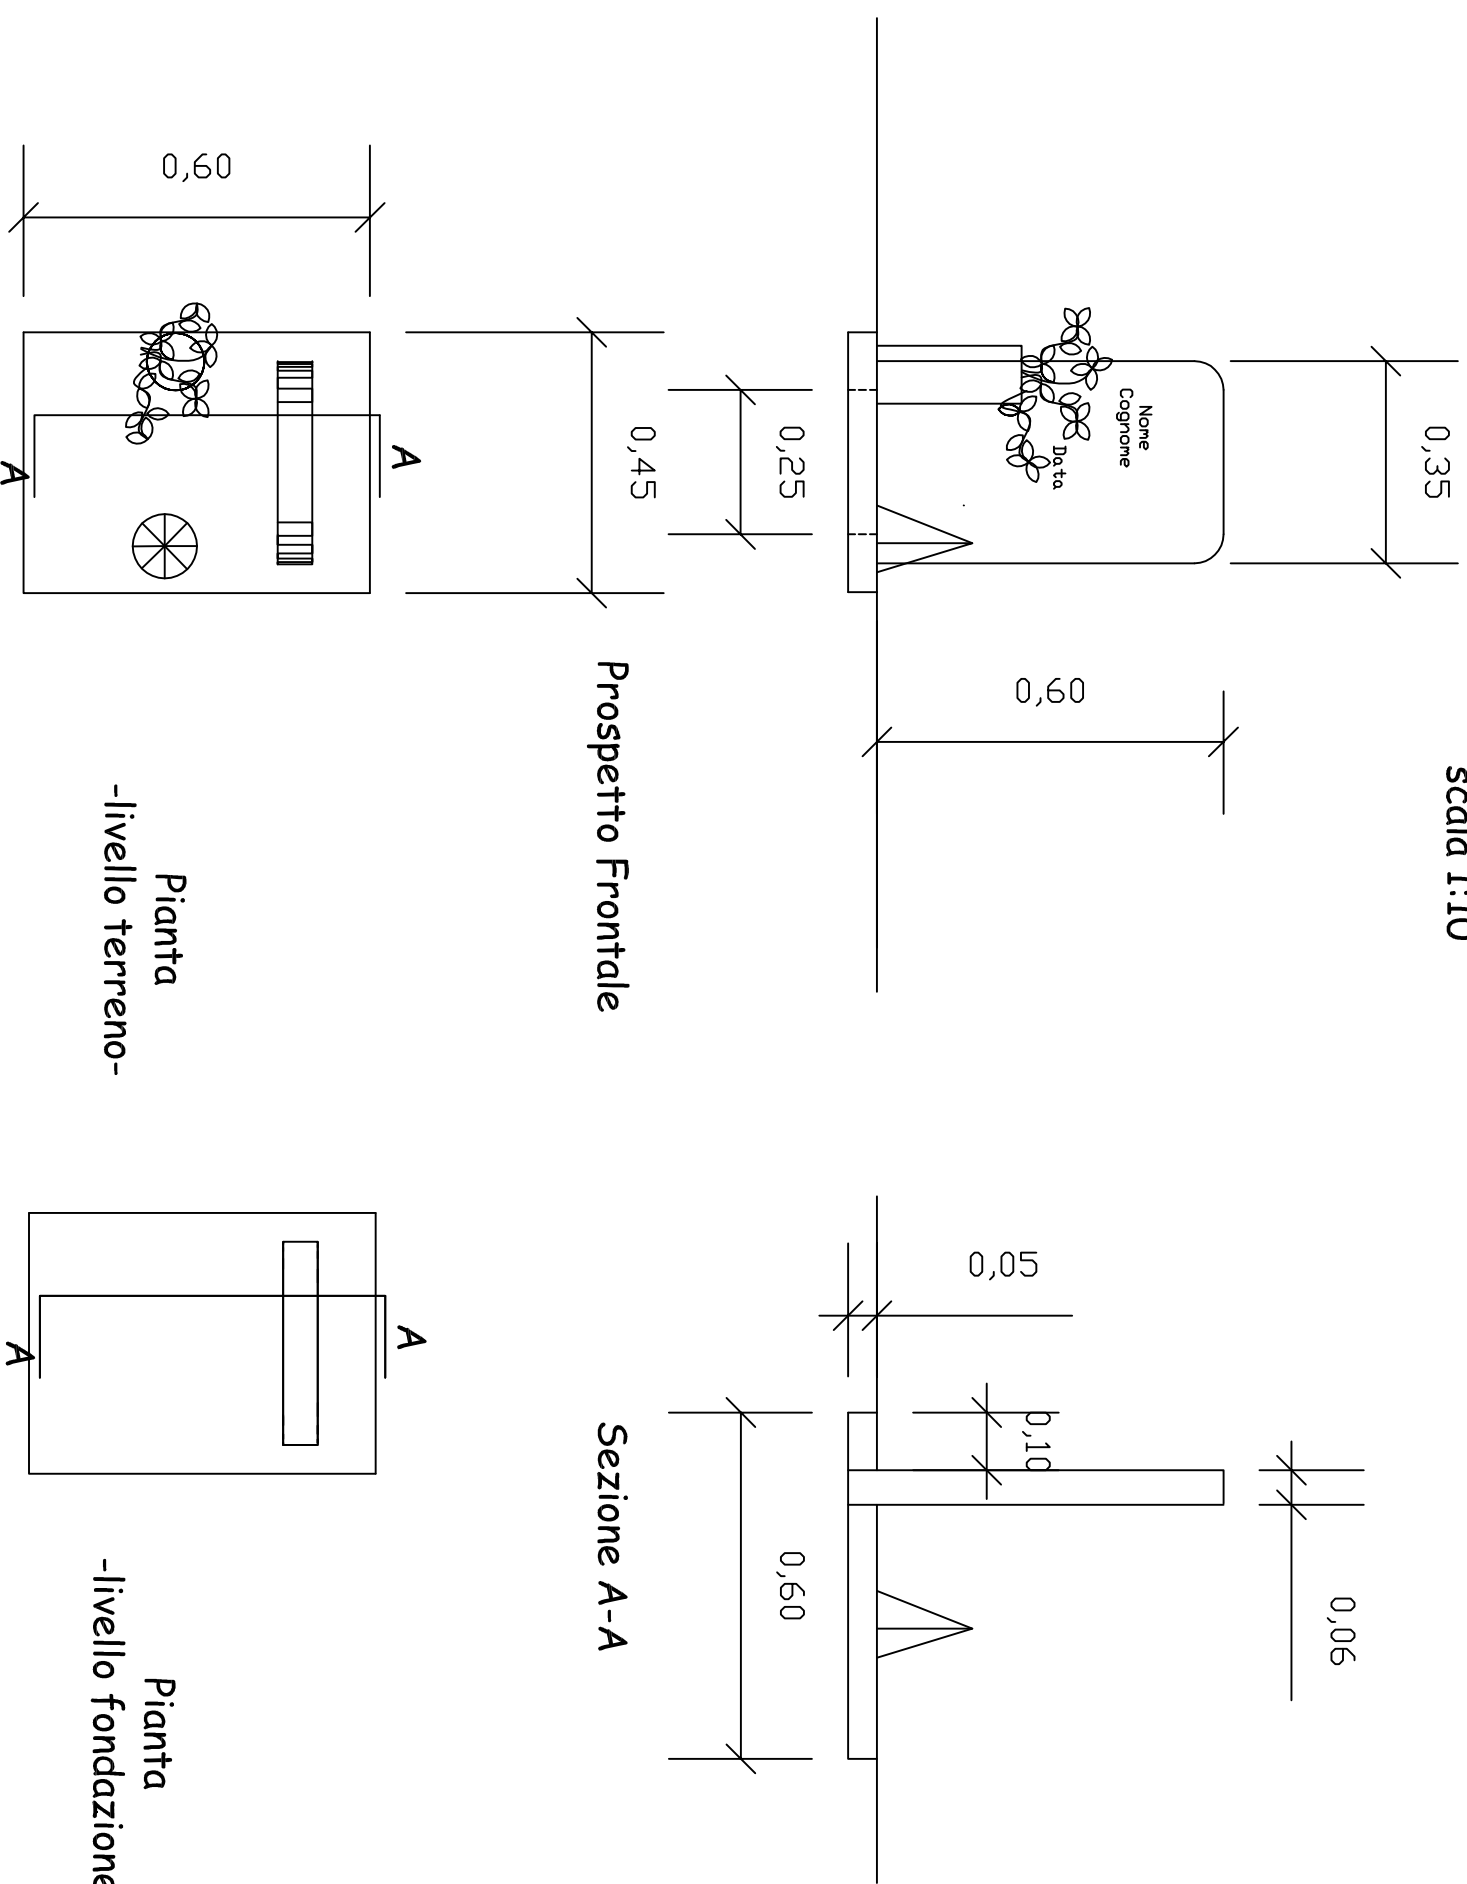 scala 1:10
0,35
0,60
Nome
Cognome
Data
0,25
0,45
Prospetto Frontale
0,06
0,10
0,05
0,60
Sezione A-A
0,60
A
A
Pianta
-livello terreno-
A
A
Pianta
-livello fondazione